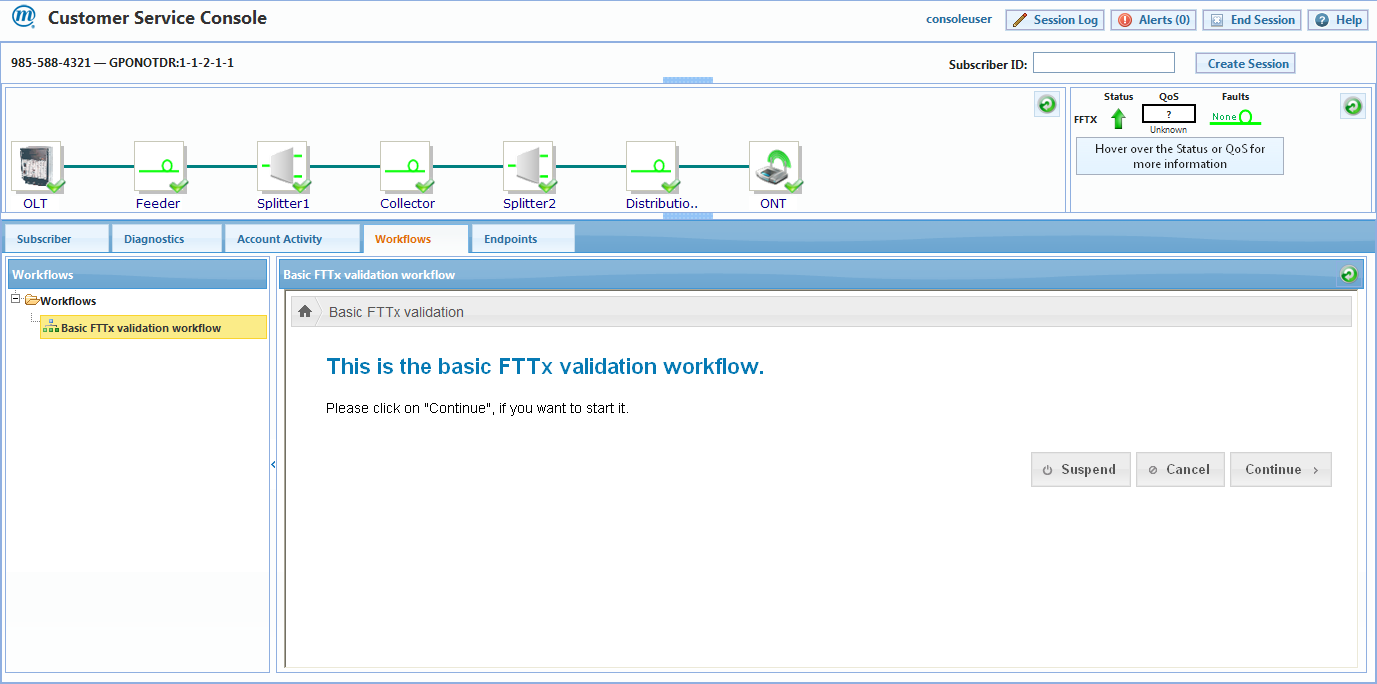 Customer Service Console
consoleuser
Session Log
Alerts (0)
End Session
Help
985-588-4321 — GPONOTDR:1-1-2-1-1
Subscriber ID:
Create Session
OLT
Feeder
Splitter1
Collector
Splitter2
Distributio..
ONT
Status
QoS
Faults
FFTX
?
None
Unknown
Hover over the Status or QoS for
more information
Subscriber
Diagnostics
Account Activity
Workflows
Endpoints
Workflows
Workflows
Basic FTTx validation workflow
Basic FTTx validation workflow
Basic FTTx validation
This is the basic FTTx validation workflow.
Please click on "Continue", if you want to start it.
Suspend
Cancel
Continue